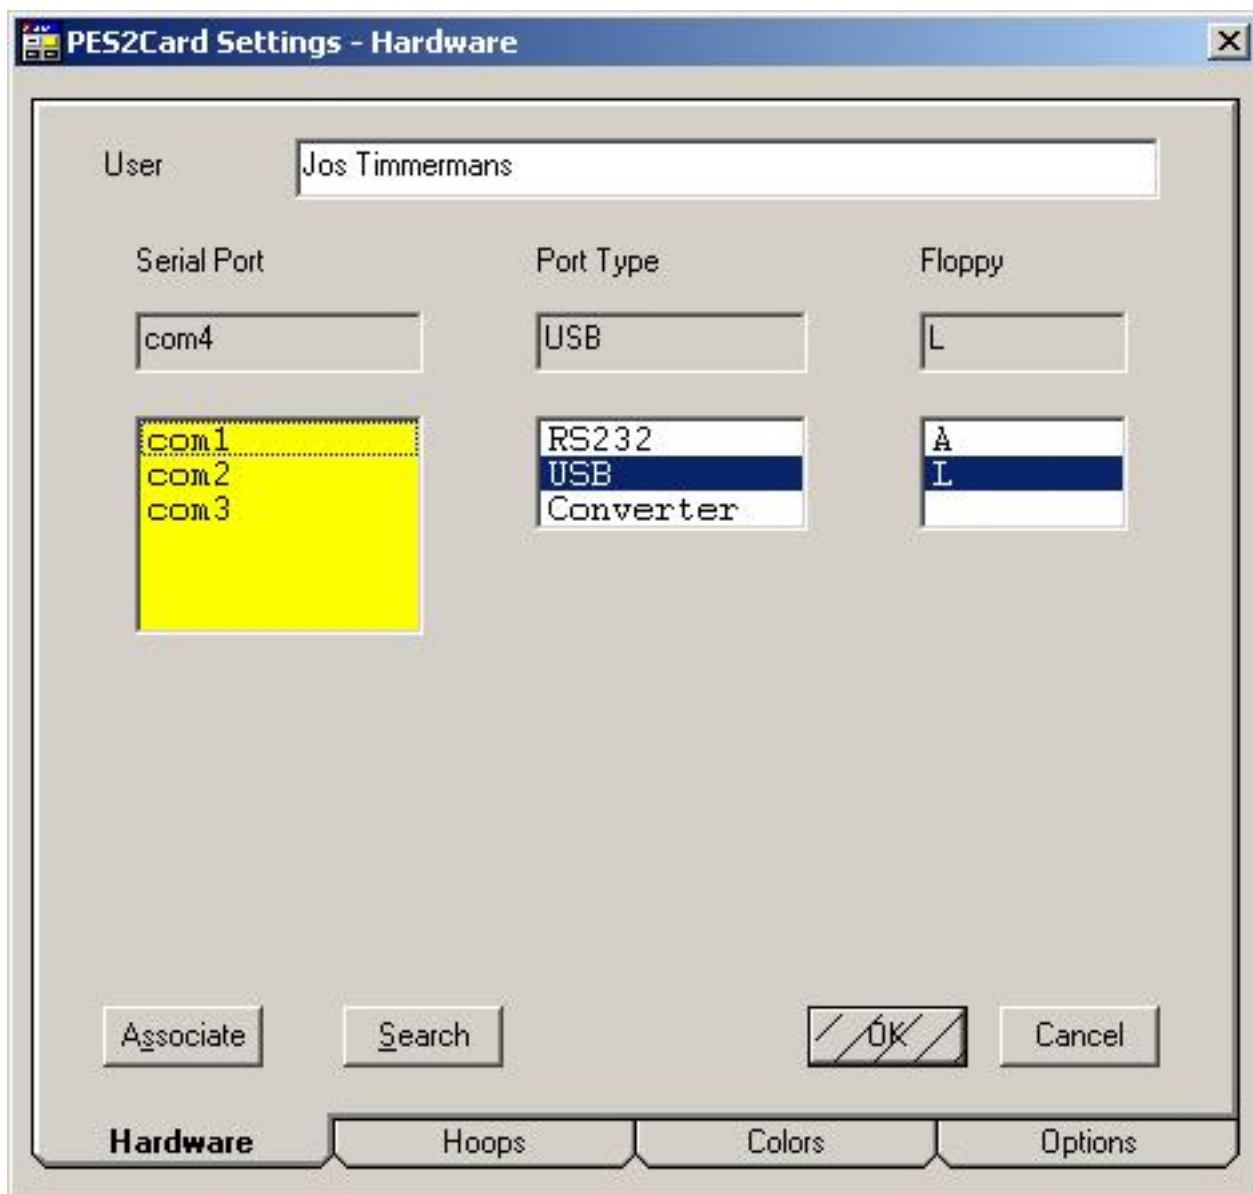 PES2Card Settings - Hardware
User Jos Timmermans
Serial Port Port Type Floppy
com4 USB L
com1 RS232 A
com2 USB L
com3 Converter
Associate Search OK Cancel
Hardware Hoops Colors Options